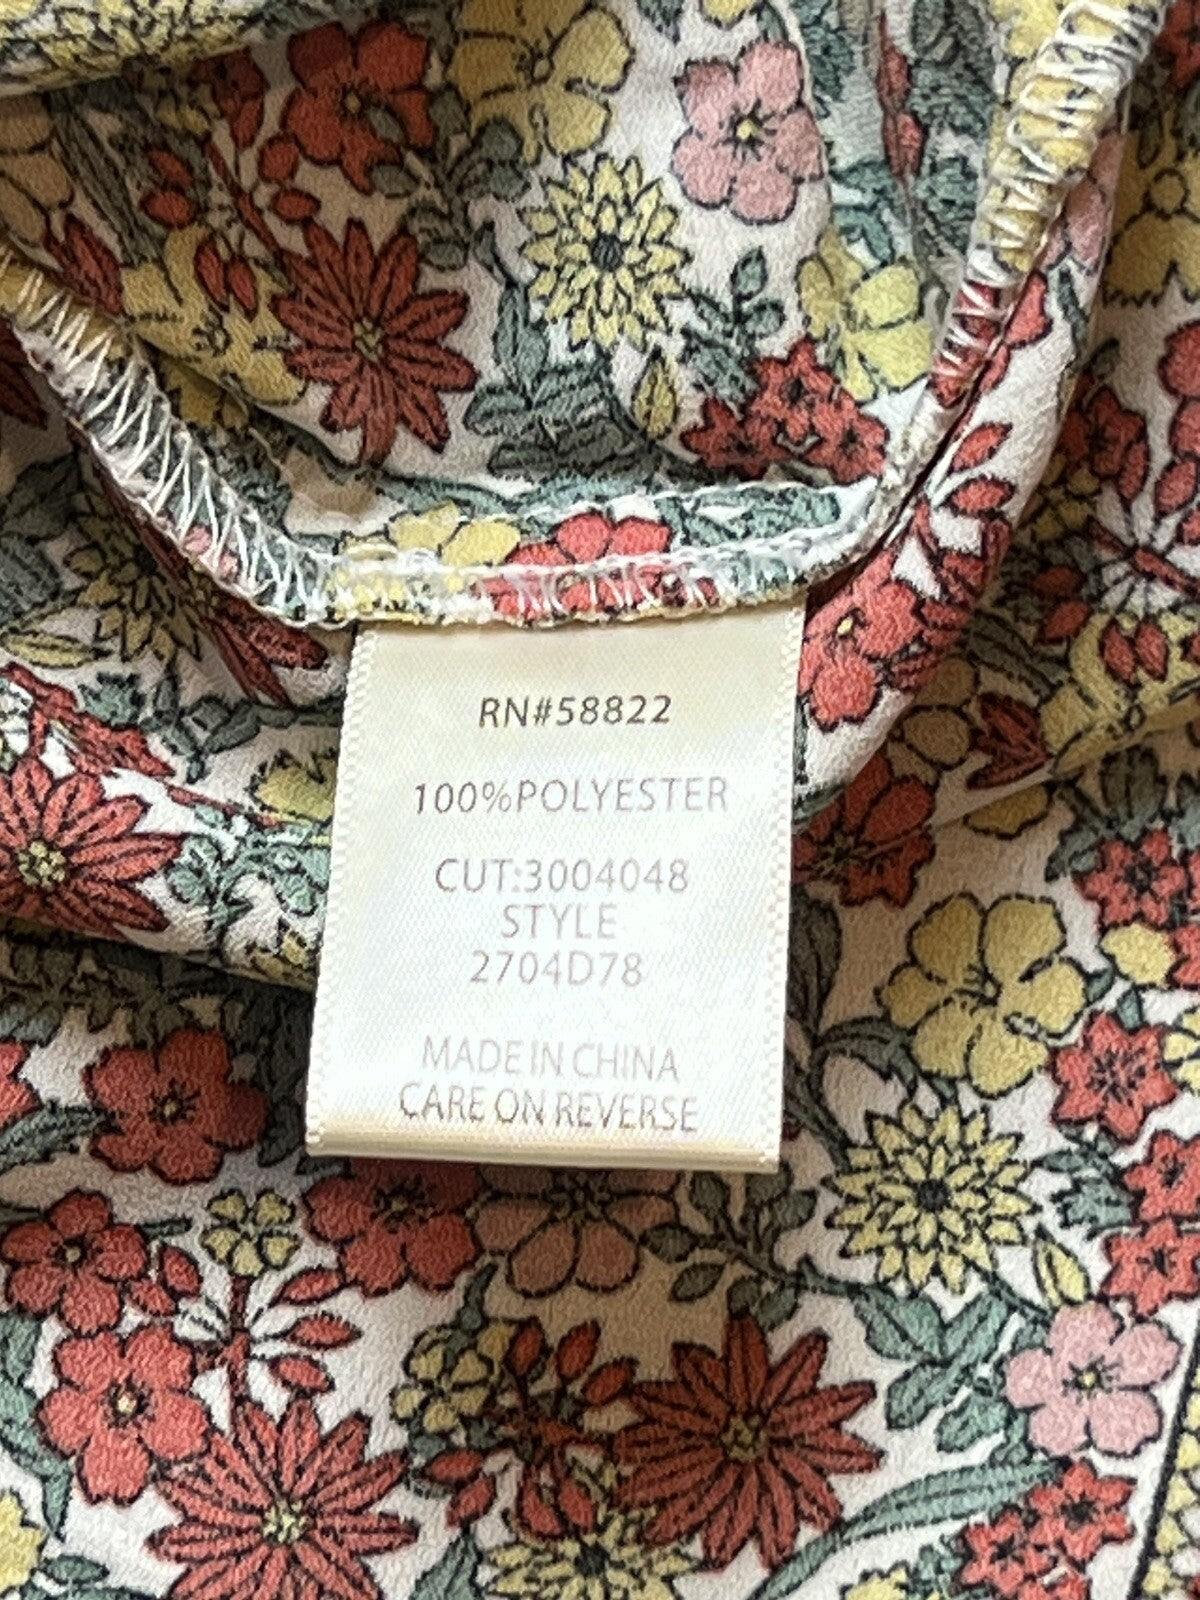 RN#58822
100%POLYESTER
CUT:3004048
STYLE
2704D78
MADE IN CHINA
CARE ON REVERSE